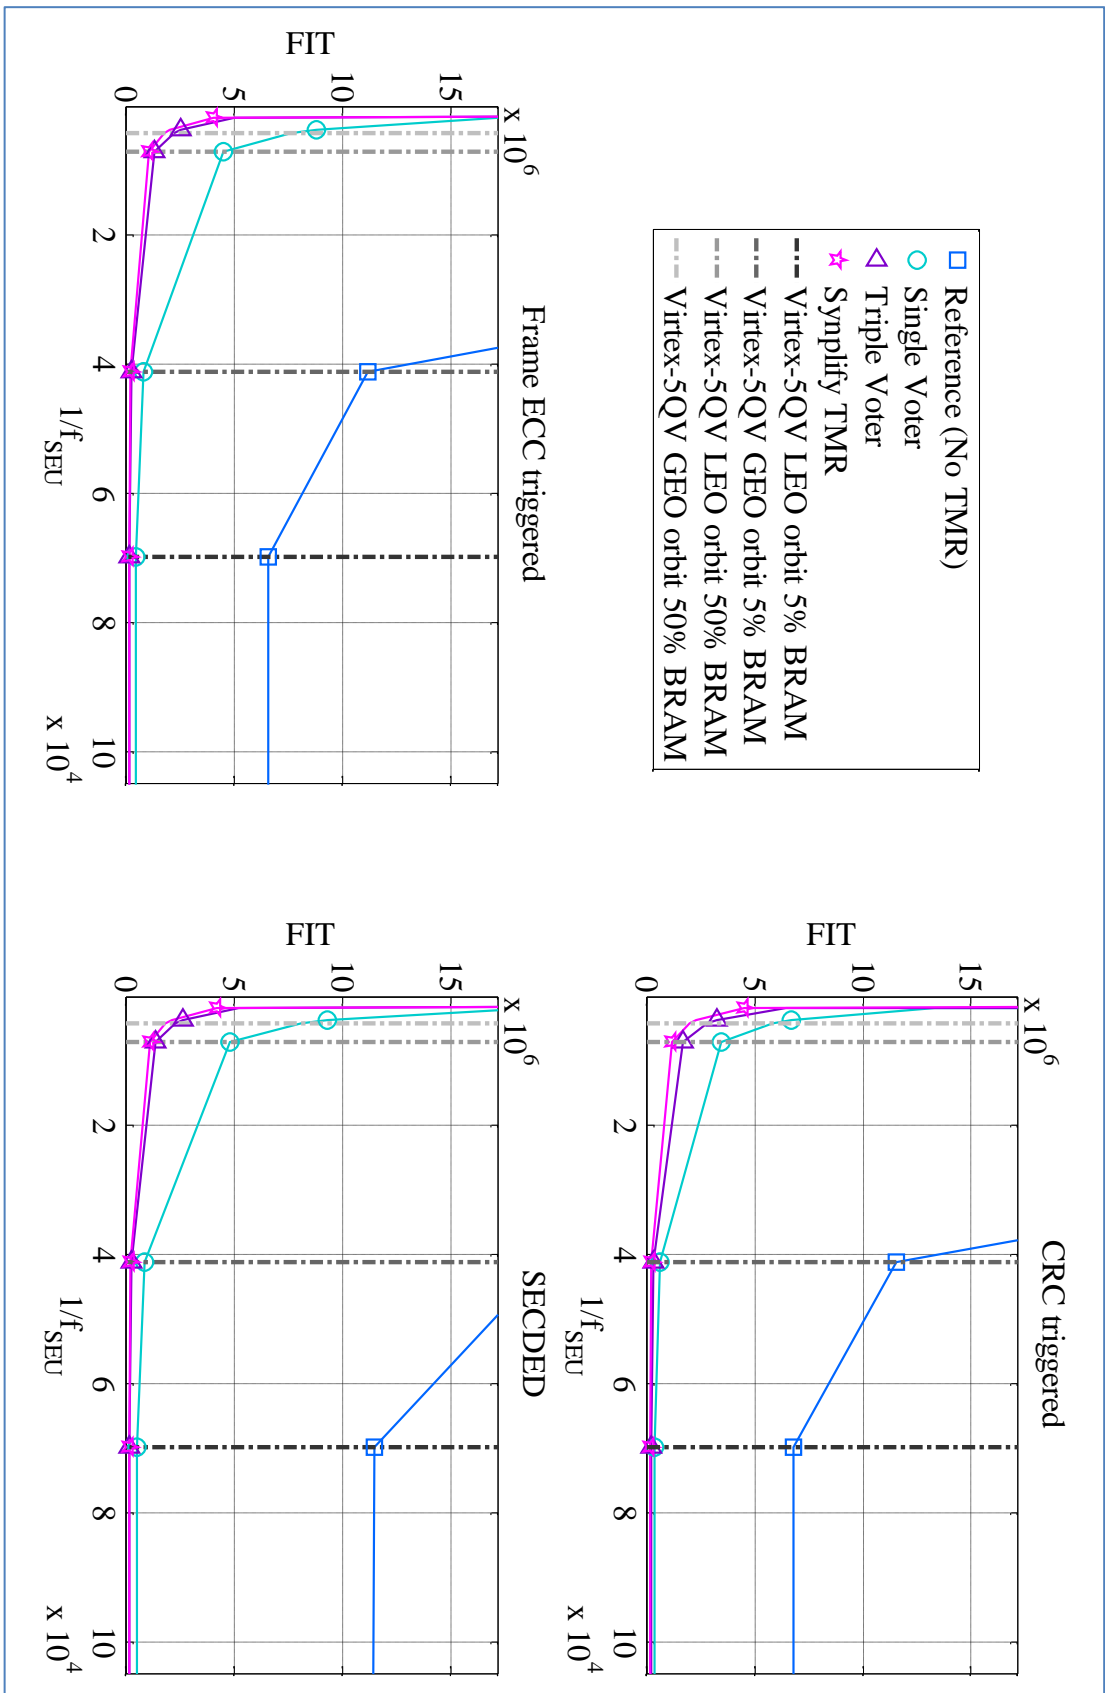 Reference (No TMR)
Single Voter
Triple Voter
Synplify TMR
Virtex-5QV LEO orbit 5% BRAM
Virtex-5QV GEO orbit 5% BRAM
Virtex-5QV LEO orbit 50% BRAM
Virtex-5QV GEO orbit 50% BRAM
CRC triggered
x 10^6
15
10
5
0
FIT
2
4
6
8
10
x 10^4
1/f_SEU
Frame ECC triggered
x 10^6
15
10
5
0
FIT
2
4
6
8
10
x 10^4
1/f_SEU
SECDED
x 10^6
15
10
5
0
FIT
2
4
6
8
10
x 10^4
1/f_SEU